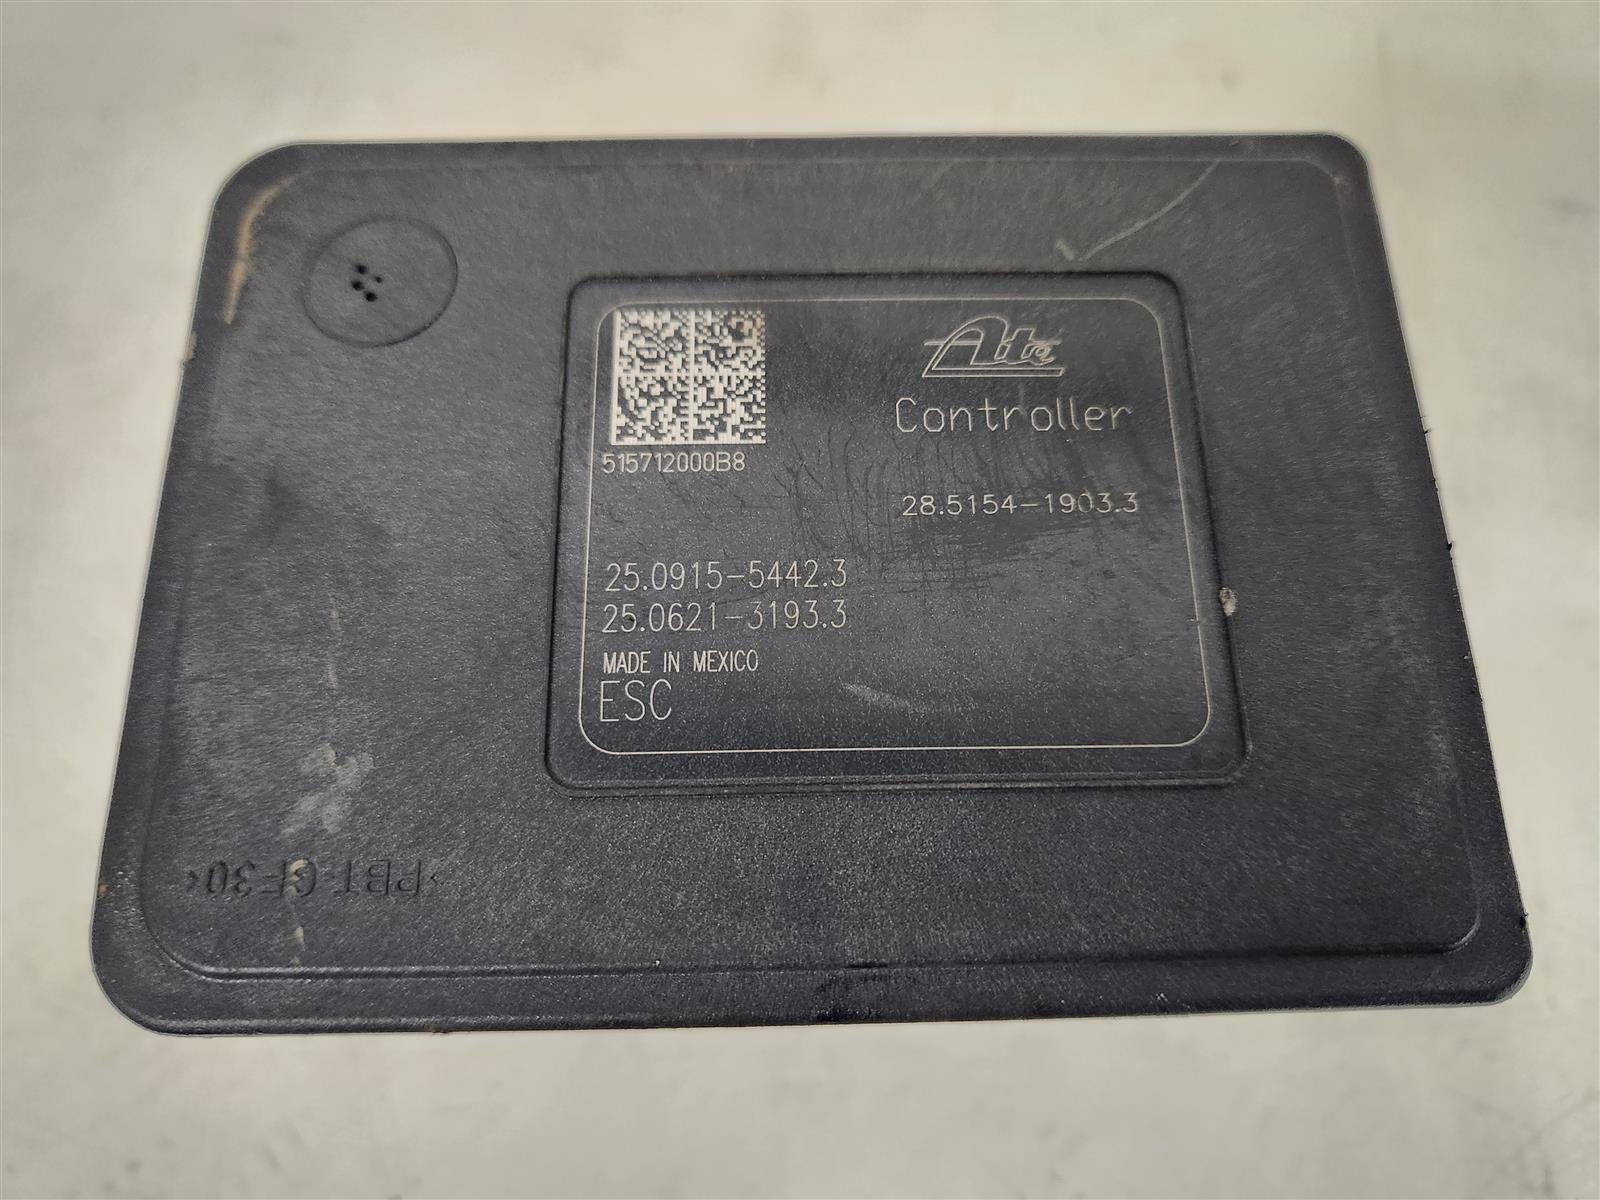 Ate
Controller
515712000B8
28.5154-1903.3
25.0915-5442.3
25.0621-3193.3
MADE IN MEXICO
ESC
>PBT-GF30<